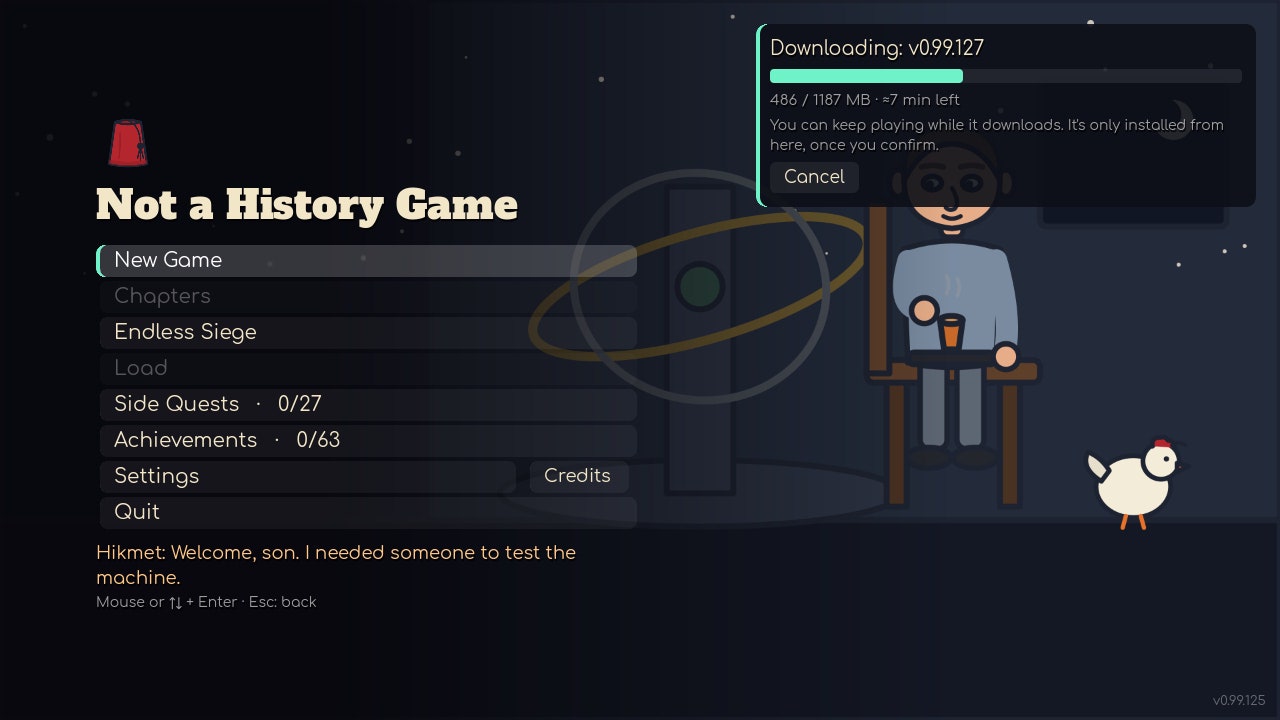 Downloading: v0.99.127
486 / 1187 MB · ≈7 min left
You can keep playing while it downloads. It's only installed from
here, once you confirm.
Cancel
Not a History Game
New Game
Chapters
Endless Siege
Load
Side Quests · 0/27
Achievements · 0/63
Settings
Credits
Quit
Hikmet: Welcome, son. I needed someone to test the
machine.
Mouse or ↑↓ + Enter · Esc: back
v0.99.125